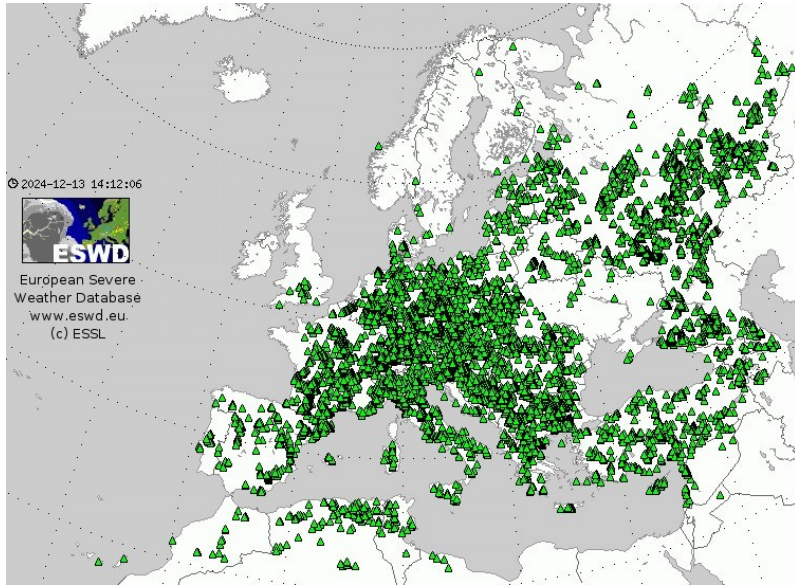 2024-12-13 14:12:06
ESWD
European Severe
Weather Database
www.eswd.eu
(c) ESSL